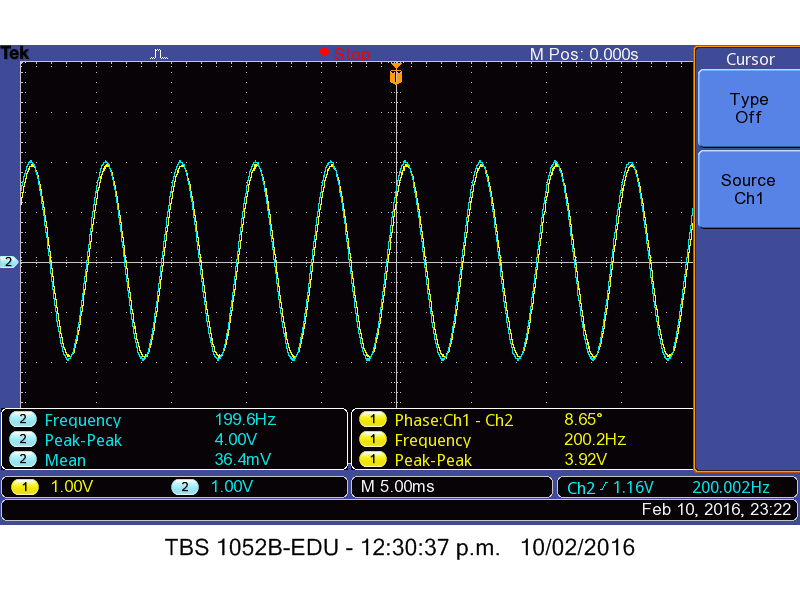 Tek Stop M Pos: 0.000s
Cursor
T
Type
Off
Source
Ch1
2
2 Frequency 199.6Hz
2 Peak-Peak 4.00V
2 Mean 36.4mV
1 Phase:Ch1 - Ch2 8.65°
1 Frequency 200.2Hz
1 Peak-Peak 3.92V
1 1.00V 2 1.00V M 5.00ms Ch2 1.16V 200.002Hz
Feb 10, 2016, 23:22
TBS 1052B-EDU - 12:30:37 p.m. 10/02/2016